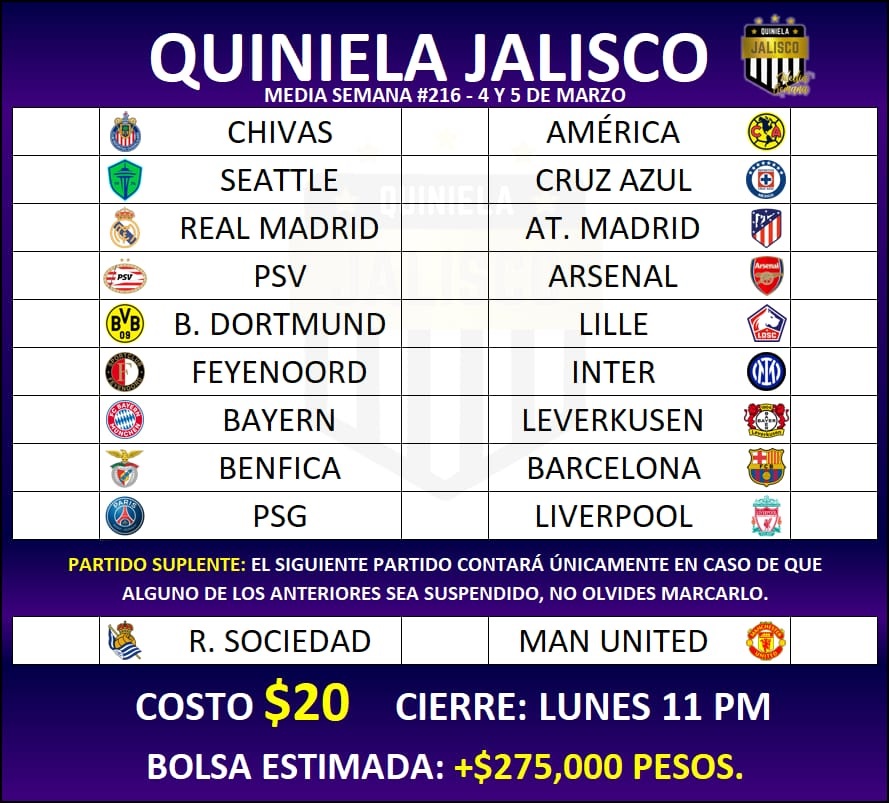 QUINIELA JALISCO
QUINIELA
JALISCO
Media Semana
MEDIA SEMANA #216 - 4 Y 5 DE MARZO
CHIVAS AMÉRICA
SEATTLE CRUZ AZUL
REAL MADRID AT. MADRID
PSV ARSENAL
B. DORTMUND LILLE
FEYENOORD INTER
BAYERN LEVERKUSEN
BENFICA BARCELONA
PSG LIVERPOOL
PARTIDO SUPLENTE: EL SIGUIENTE PARTIDO CONTARÁ ÚNICAMENTE EN CASO DE QUE
ALGUNO DE LOS ANTERIORES SEA SUSPENDIDO, NO OLVIDES MARCARLO.
R. SOCIEDAD MAN UNITED
COSTO $20 CIERRE: LUNES 11 PM
BOLSA ESTIMADA: +$275,000 PESOS.